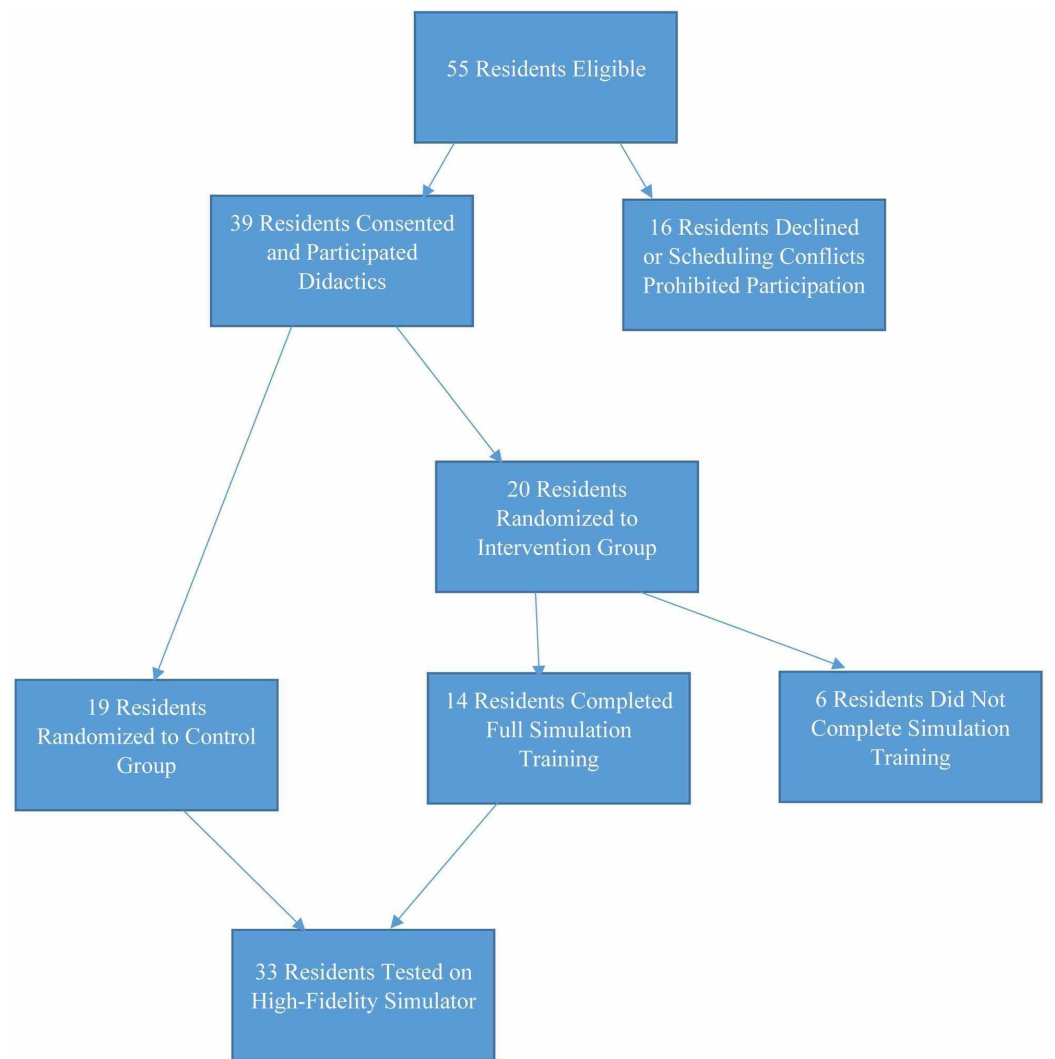 55 Residents Eligible
39 Residents Consented
and Participated
Didactics
16 Residents Declined
or Scheduling Conflicts
Prohibited Participation
20 Residents
Randomized to
Intervention Group
19 Residents
Randomized to Control
Group
14 Residents Completed
Full Simulation
Training
6 Residents Did Not
Complete Simulation
Training
33 Residents Tested on
High-Fidelity Simulator